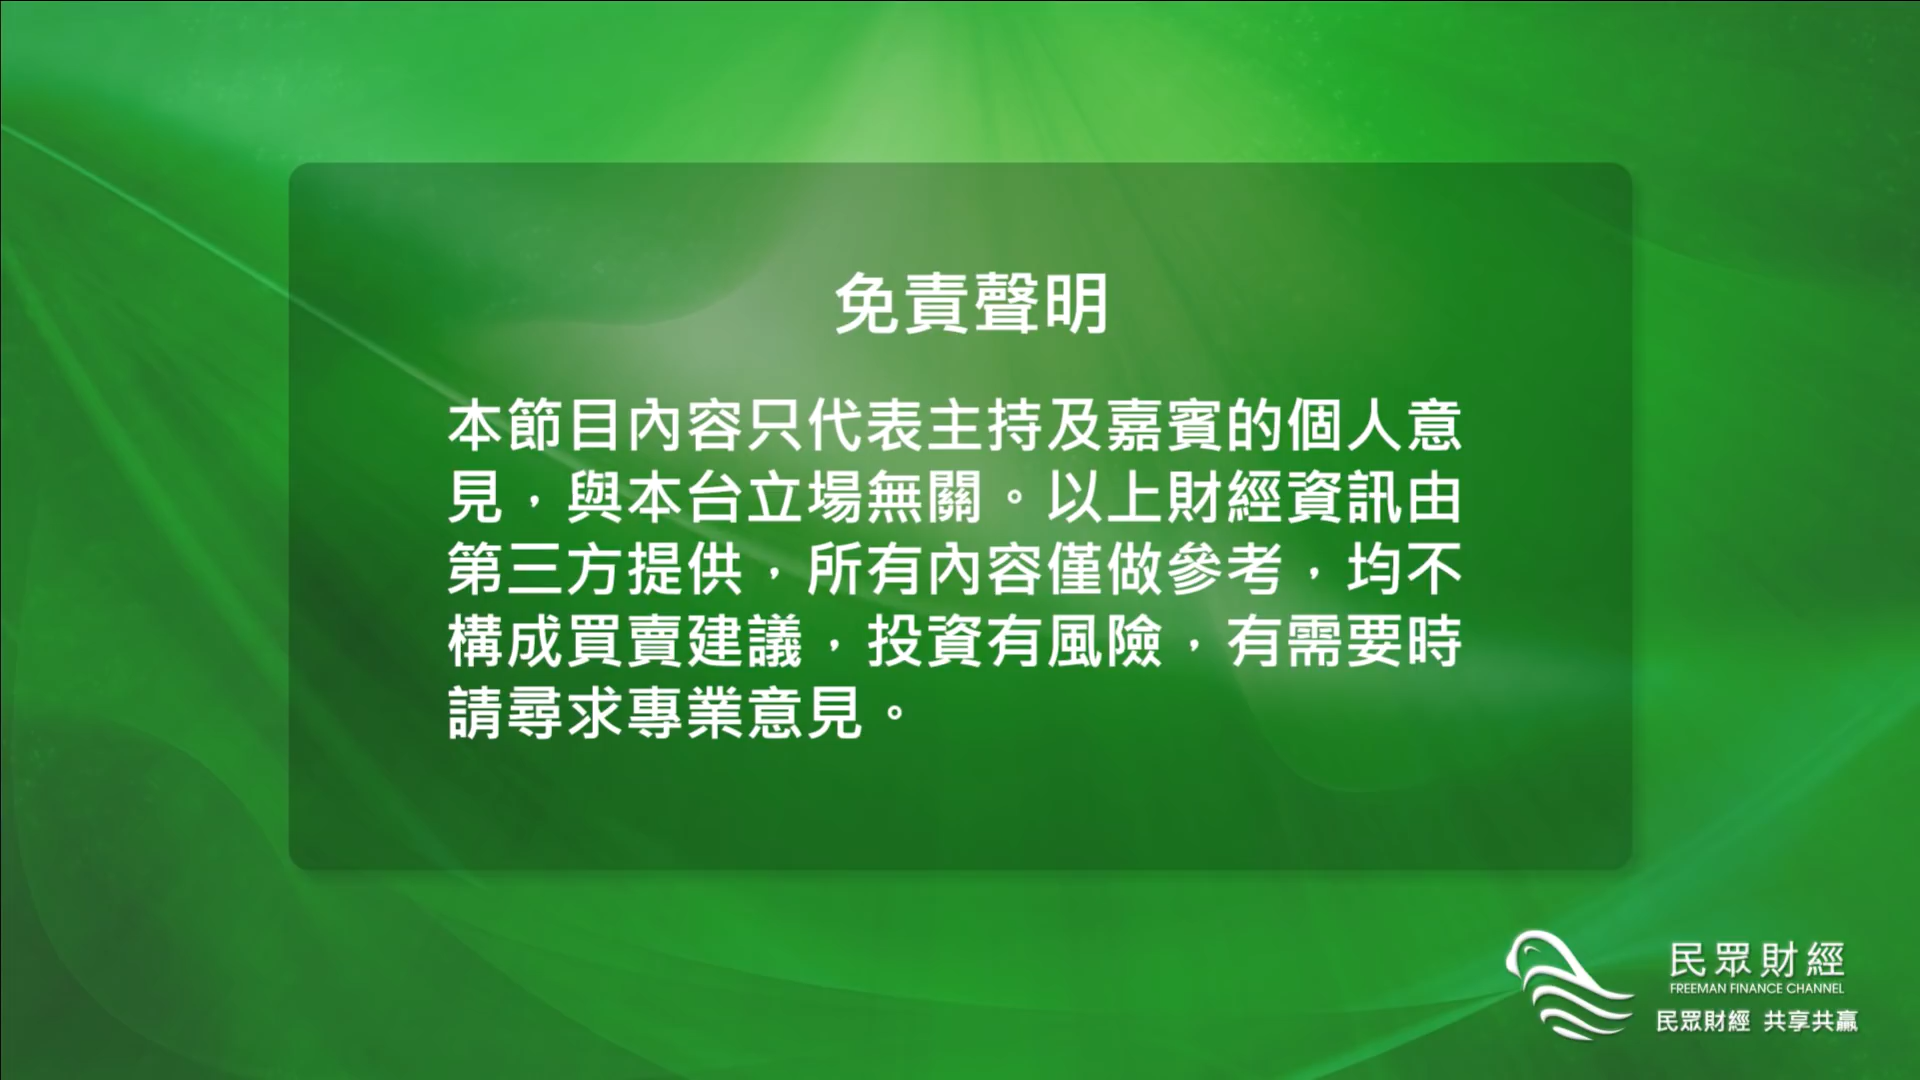 免責聲明
本節目內容只代表主持及嘉賓的個人意
見，與本台立場無關。以上財經資訊由
第三方提供，所有內容僅做參考，均不
構成買賣建議，投資有風險，有需要時
請尋求專業意見。
民眾財經
FREEMAN FINANCE CHANNEL
民眾財經 共享共贏